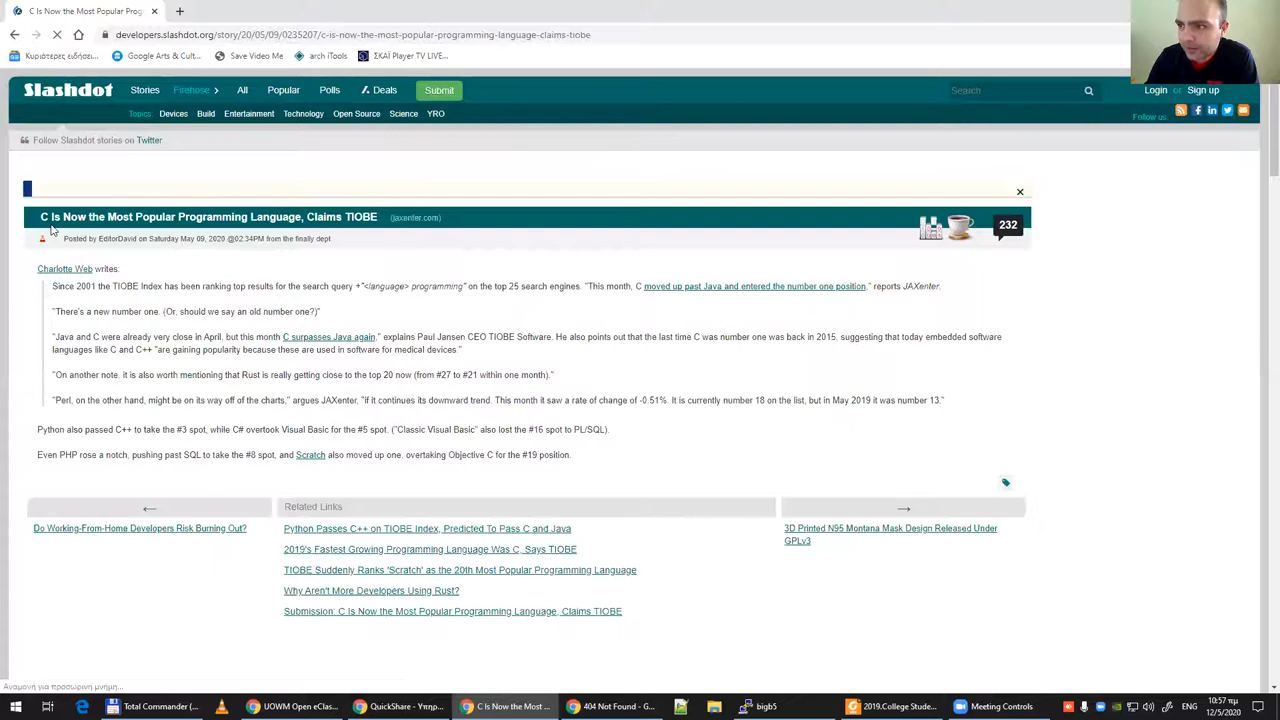 C Is Now the Most Popular Prog
developers.slashdot.org/story/20/05/09/0235207/c-is-now-the-most-popular-programming-language-claims-tiobe
Κυριότερες ειδήσει... Google Arts & Cult... Save Video Me arch iTools ΣΚΑΪ Player TV LIVE...
Slashdot Stories Firehose All Popular Polls Deals Submit Search Login or Sign up
Topics Devices Build Entertainment Technology Open Source Science YRO Follow us:
Follow Slashdot stories on Twitter
C Is Now the Most Popular Programming Language, Claims TIOBE (jaxenter.com) 232
Posted by EditorDavid on Saturday May 09, 2020 @02:34PM from the finally dept
Charlotte Web writes:
Since 2001 the TIOBE Index has been ranking top results for the search query +"<language> programming" on the top 25 search engines. "This month, C moved up past Java and entered the number one position," reports JAXenter.
"There's a new number one. (Or, should we say an old number one?)"
"Java and C were already very close in April, but this month C surpasses Java again," explains Paul Jansen CEO TIOBE Software. He also points out that the last time C was number one was back in 2015, suggesting that today embedded software
languages like C and C++ "are gaining popularity because these are used in software for medical devices."
"On another note, it is also worth mentioning that Rust is really getting close to the top 20 now (from #27 to #21 within one month)."
"Perl, on the other hand, might be on its way off of the charts," argues JAXenter, "If it continues its downward trend. This month it saw a rate of change of -0.51%. It is currently number 18 on the list, but in May 2019 it was number 13."
Python also passed C++ to take the #3 spot, while C# overtook Visual Basic for the #5 spot. ("Classic Visual Basic" also lost the #16 spot to PL/SQL).
Even PHP rose a notch, pushing past SQL to take the #8 spot, and Scratch also moved up one, overtaking Objective C for the #19 position.
Related Links
Do Working-From-Home Developers Risk Burning Out?
Python Passes C++ on TIOBE Index, Predicted To Pass C and Java
2019's Fastest Growing Programming Language Was C, Says TIOBE
TIOBE Suddenly Ranks 'Scratch' as the 20th Most Popular Programming Language
Why Aren't More Developers Using Rust?
Submission: C Is Now the Most Popular Programming Language, Claims TIOBE
3D Printed N95 Montana Mask Design Released Under
GPLv3
Αναμονή για προσωρινή μνήμη...
Total Commander (... UOWM Open eClass... QuickShare - Υπηρ... C Is Now the Most ... 404 Not Found - G... bigb5 2019.College Stude... Meeting Controls
10:57 πμ
12/5/2020